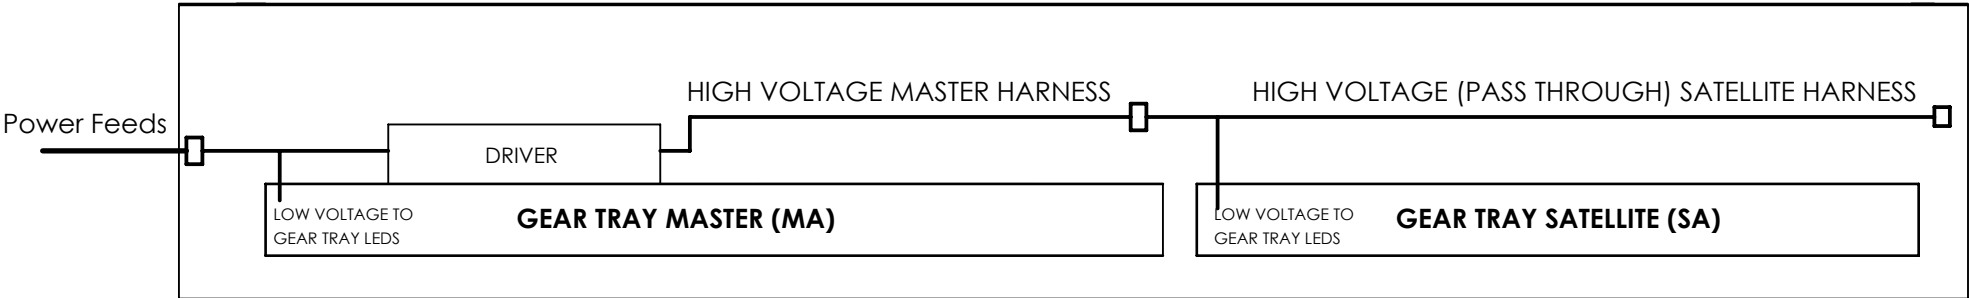 HIGH VOLTAGE MASTER HARNESS
HIGH VOLTAGE (PASS THROUGH) SATELLITE HARNESS
Power Feeds
DRIVER
LOW VOLTAGE TO
GEAR TRAY LEDS
GEAR TRAY MASTER (MA)
LOW VOLTAGE TO
GEAR TRAY LEDS
GEAR TRAY SATELLITE (SA)